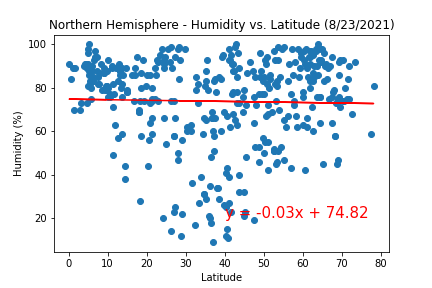 Northern Hemisphere - Humidity vs. Latitude (8/23/2021)
100
80
60
40
20
Humidity (%)
y = -0.03x + 74.82
0 10 20 30 40 50 60 70 80
Latitude